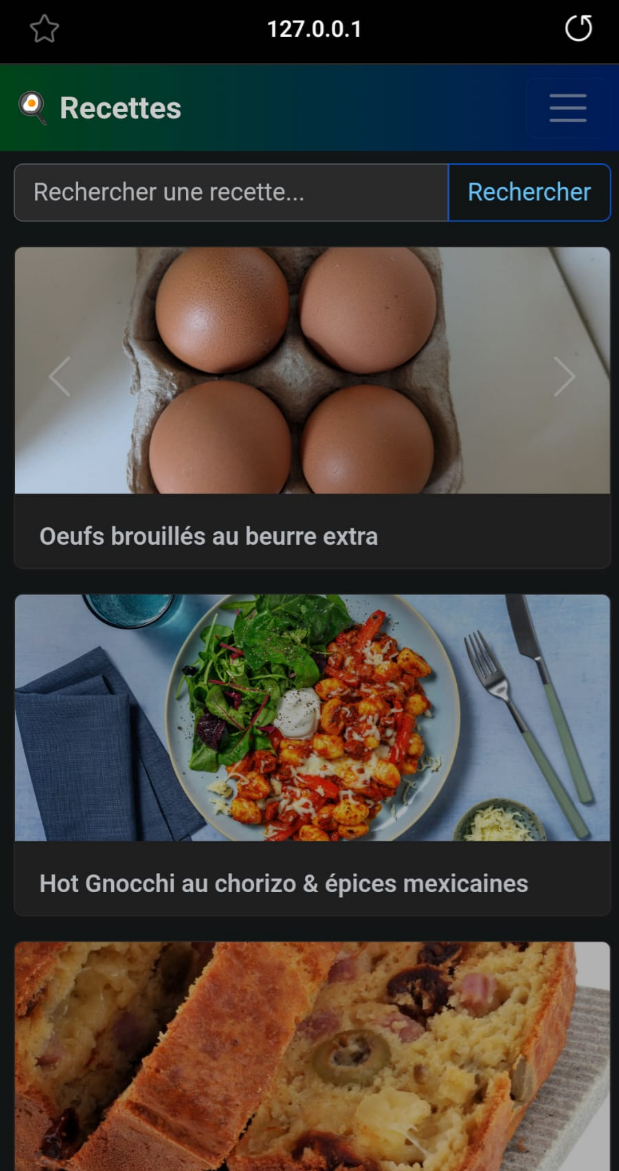 127.0.0.1
Recettes
Rechercher une recette...
Rechercher
Oeufs brouillés au beurre extra
Hot Gnocchi au chorizo & épices mexicaines